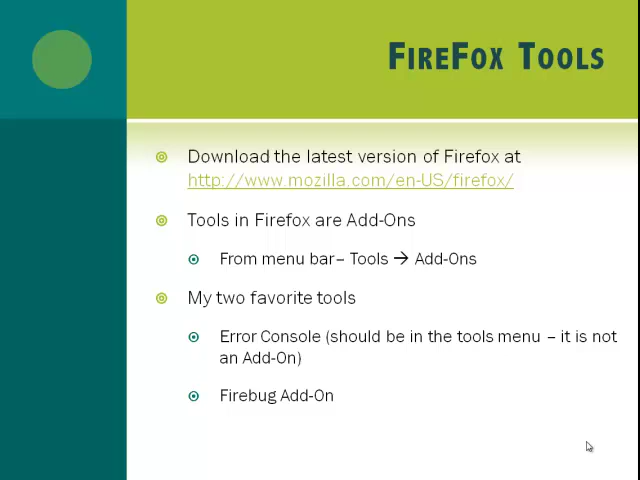 FireFox Tools
Download the latest version of Firefox at
http://www.mozilla.com/en-US/firefox/
Tools in Firefox are Add-Ons
From menu bar– Tools → Add-Ons
My two favorite tools
Error Console (should be in the tools menu – it is not
an Add-On)
Firebug Add-On